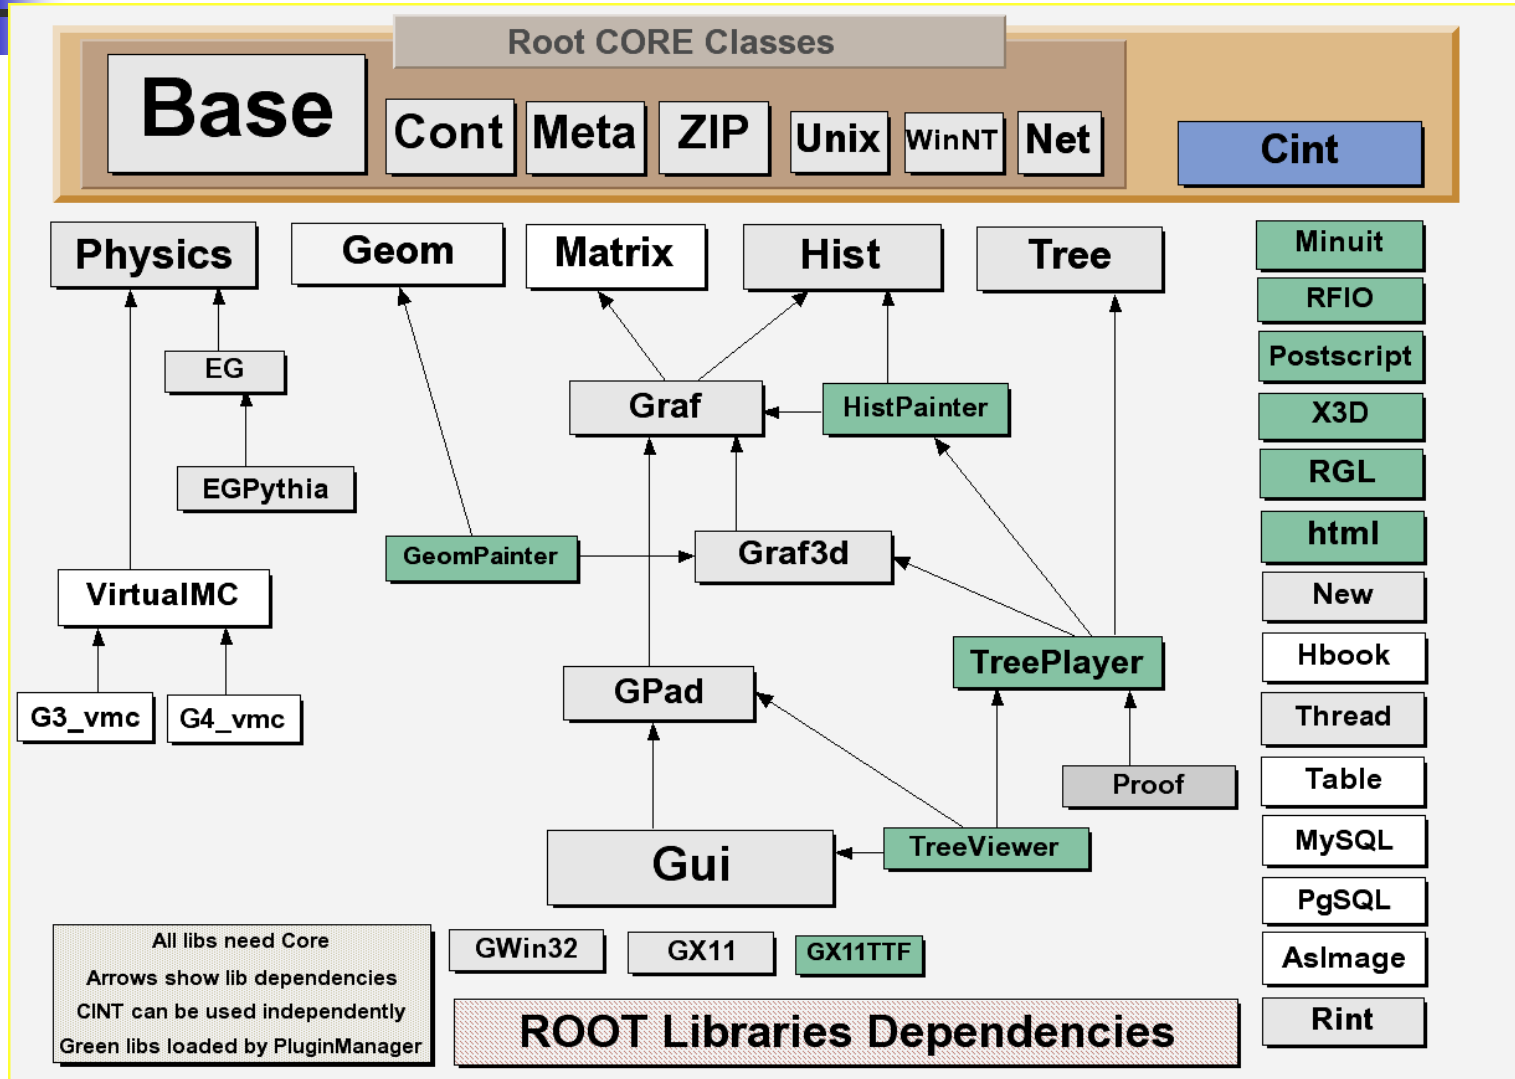 Root CORE Classes
Base
Cont
Meta
ZIP
Unix
WinNT
Net
Cint
Physics
Geom
Matrix
Hist
Tree
Minuit
RFIO
Postscript
EG
Graf
HistPainter
X3D
RGL
EGPythia
GeomPainter
Graf3d
html
VirtualMC
New
TreePlayer
Hbook
GPad
G3_vmc
G4_vmc
Thread
Proof
Table
Gui
TreeViewer
MySQL
PgSQL
All libs need Core
Arrows show lib dependencies
CINT can be used independently
Green libs loaded by PluginManager
GWin32
GX11
GX11TTF
AsImage
ROOT Libraries Dependencies
Rint